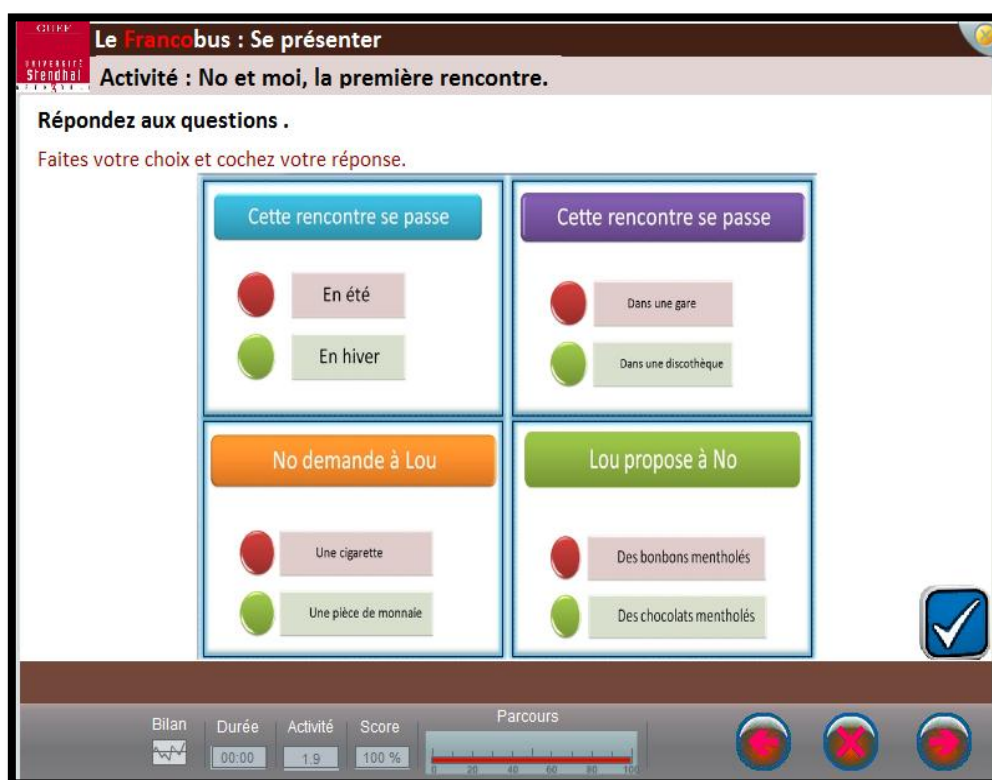 CUEF
UNIVERSITÉ
Stendhal
Le Francobus : Se présenter
Activité : No et moi, la première rencontre.
Répondez aux questions .
Faites votre choix et cochez votre réponse.
Cette rencontre se passe
En été
En hiver
Cette rencontre se passe
Dans une gare
Dans une discothèque
No demande à Lou
Une cigarette
Une pièce de monnaie
Lou propose à No
Des bonbons mentholés
Des chocolats mentholés
Bilan
Durée
00:00
Activité
1.9
Score
100 %
Parcours
0 20 40 60 80 100